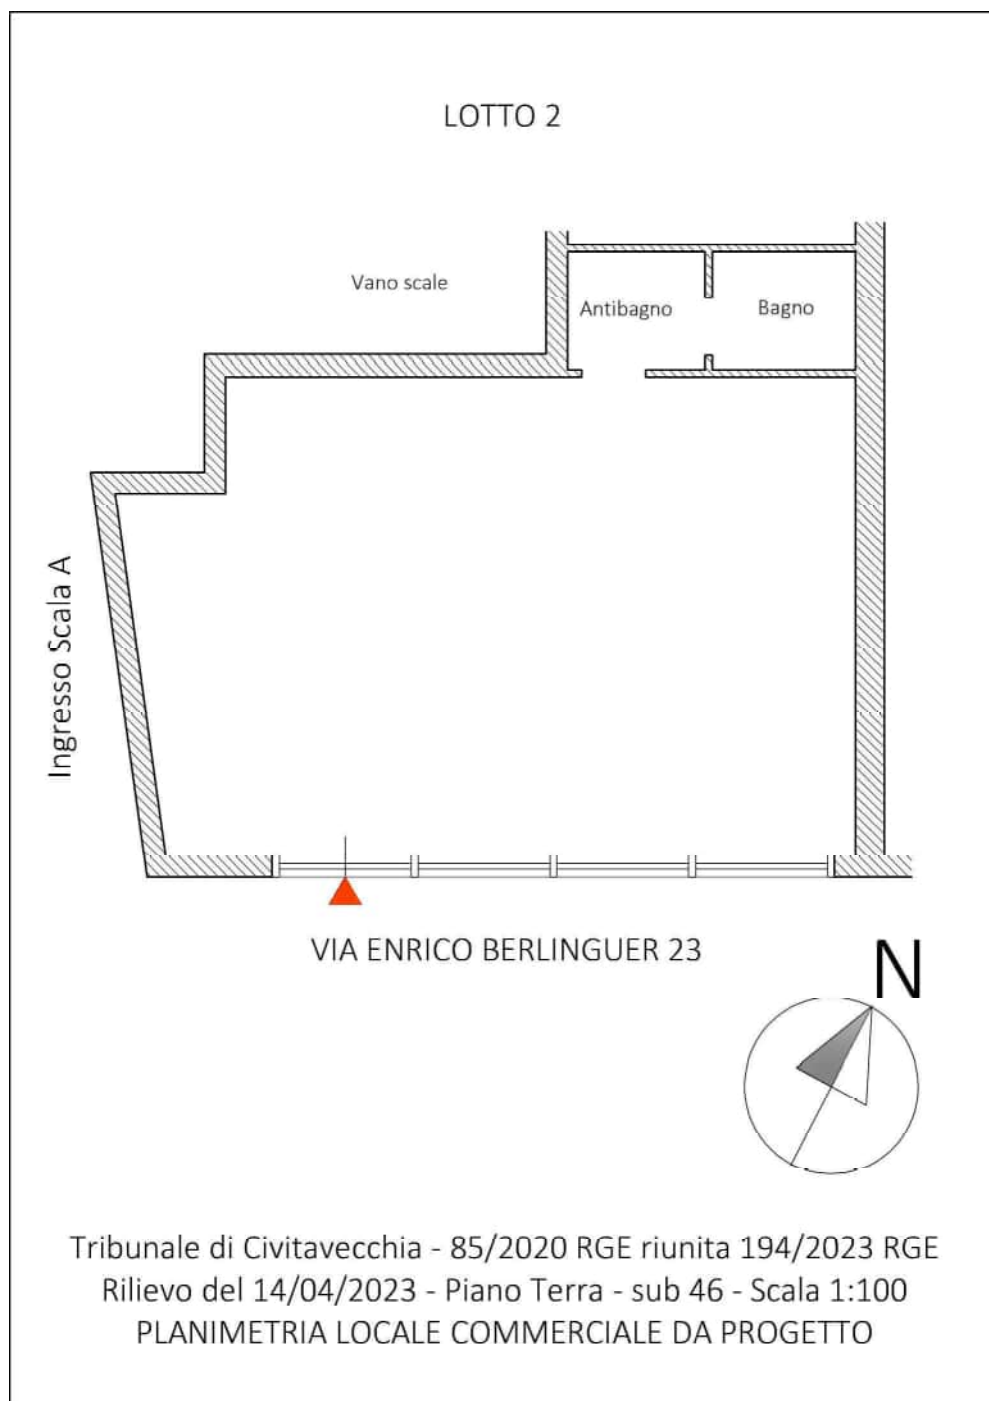 LOTTO 2
Vano scale
Antibagno
Bagno
Ingresso Scala A
VIA ENRICO BERLINGUER 23
N
Tribunale di Civitavecchia - 85/2020 RGE riunita 194/2023 RGE
Rilievo del 14/04/2023 - Piano Terra - sub 46 - Scala 1:100
PLANIMETRIA LOCALE COMMERCIALE DA PROGETTO